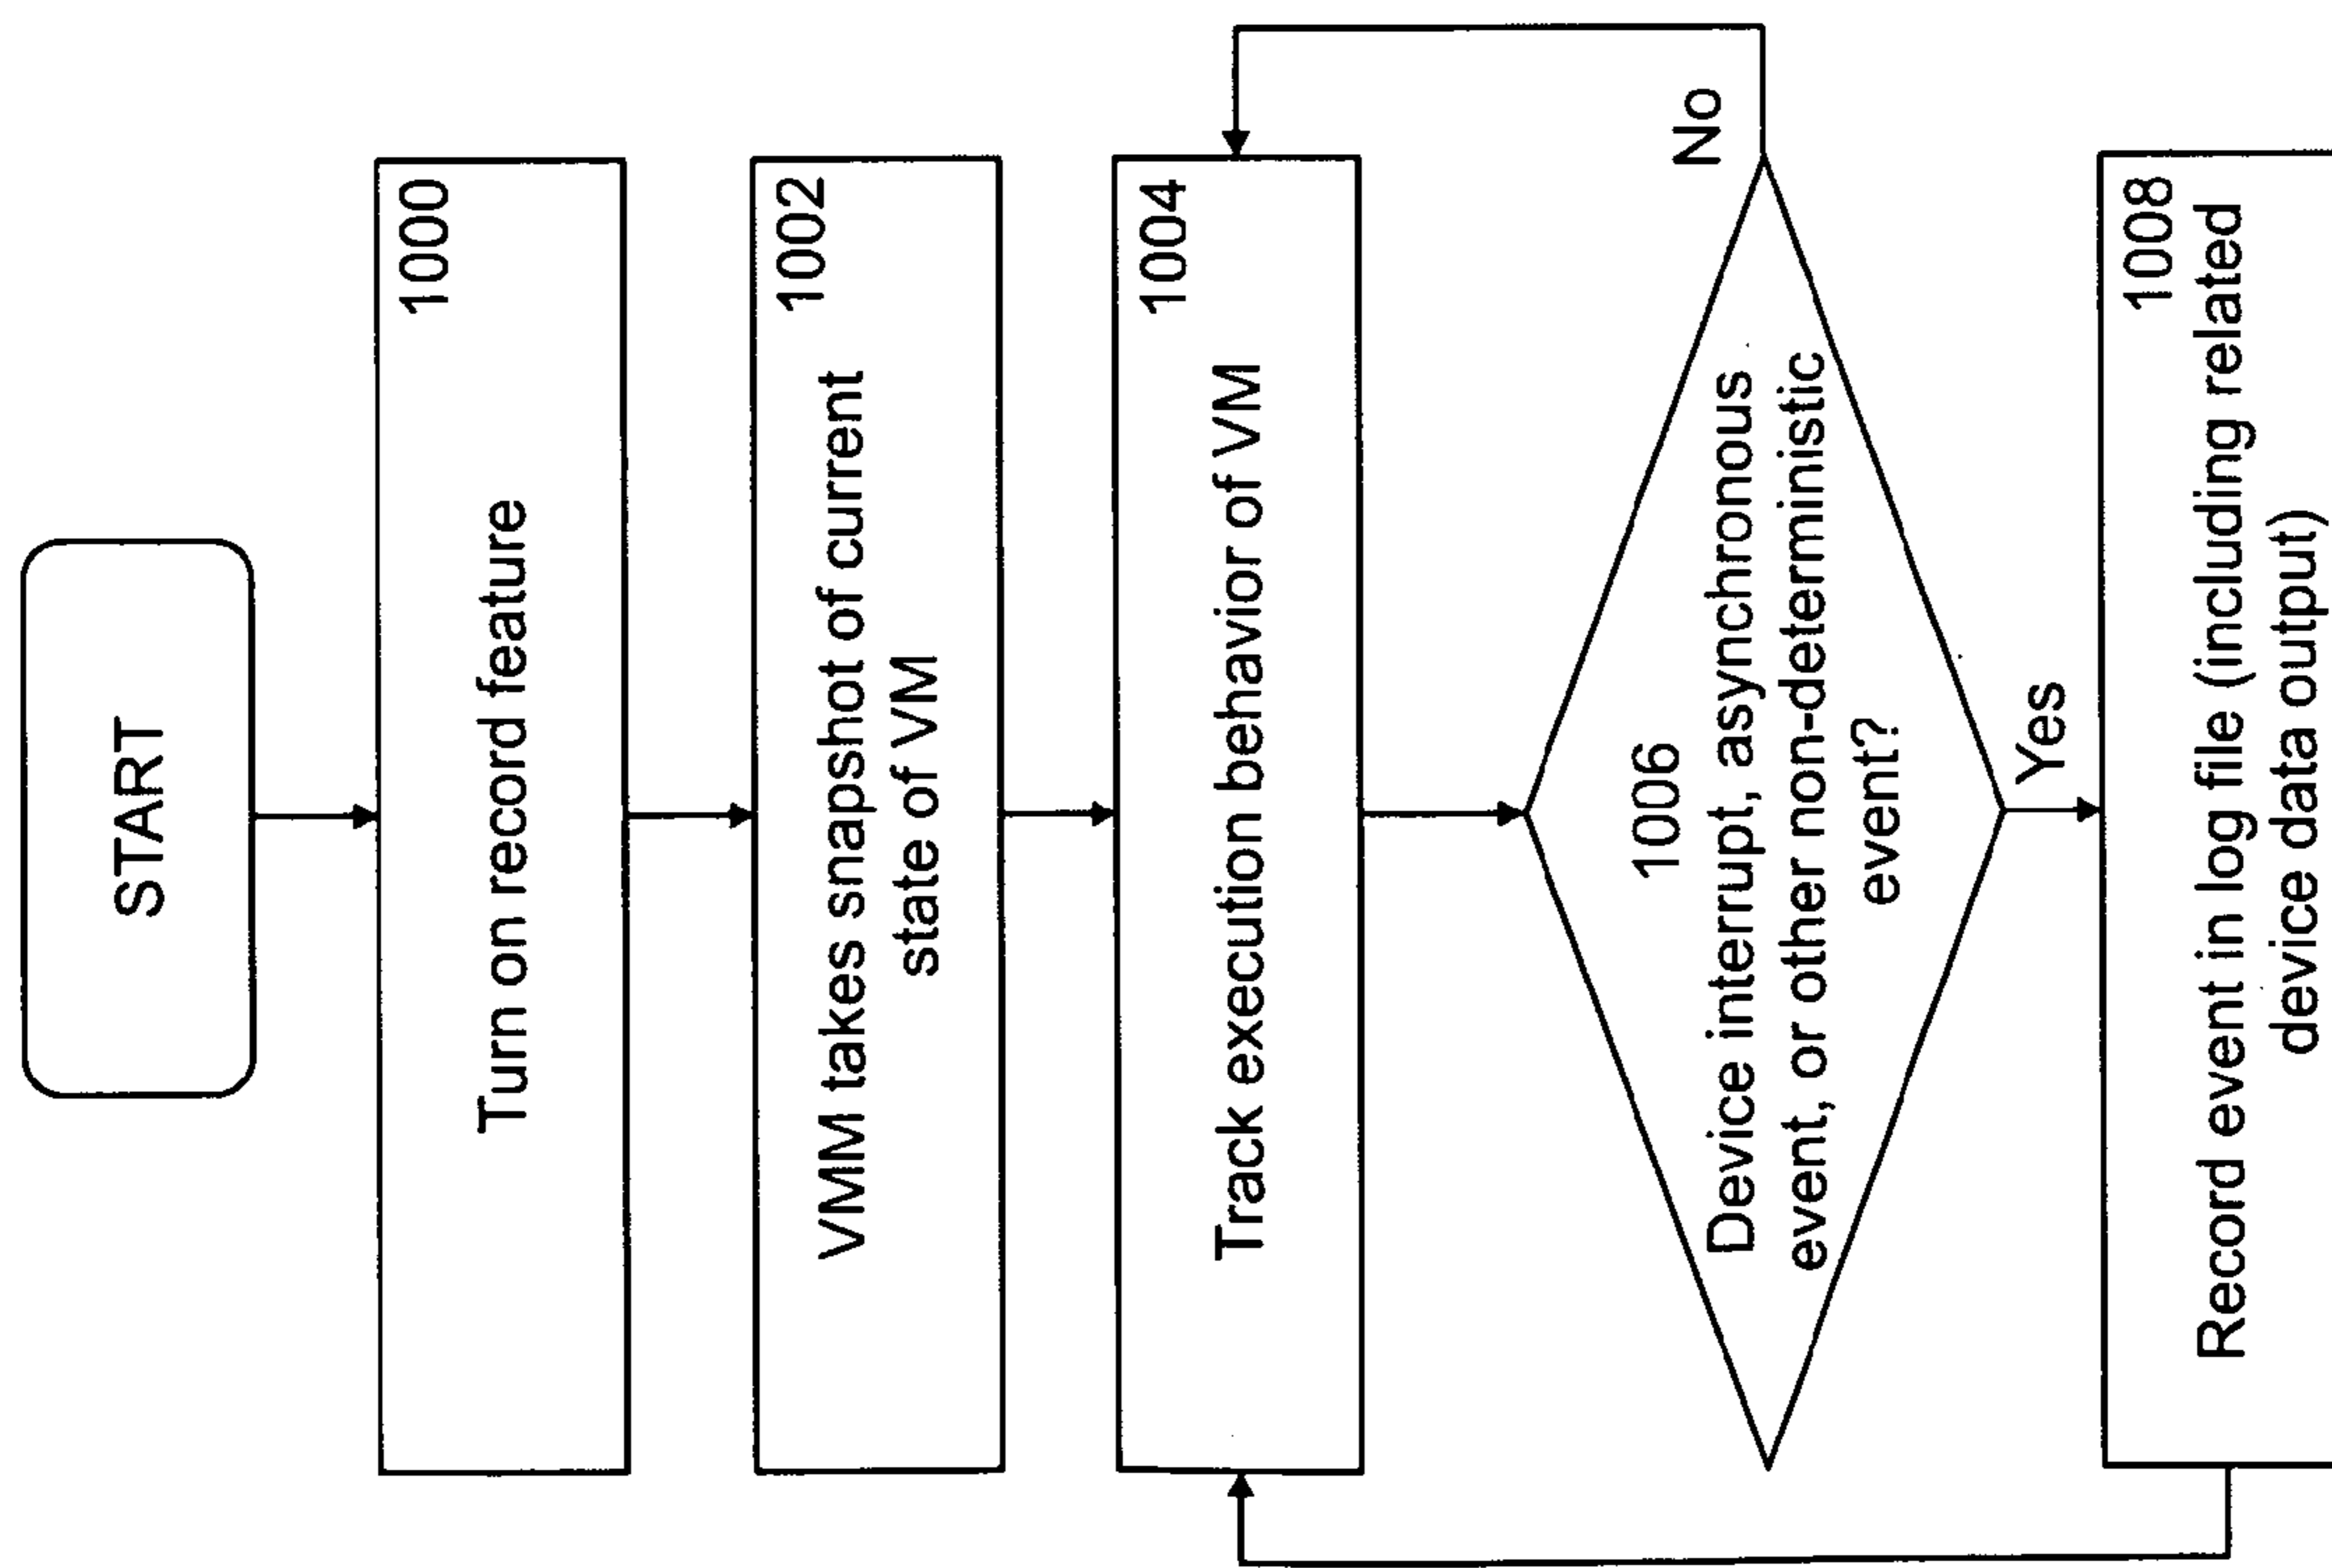 START
1000
Turn on record feature
1002
VMM takes snapshot of current
state of VM
1004
Track execution behavior of VM
1006
Device interrupt, asynchronous
event, or other non-deterministic
event?
No
Yes
1008
Record event in log file (including related
device data output)